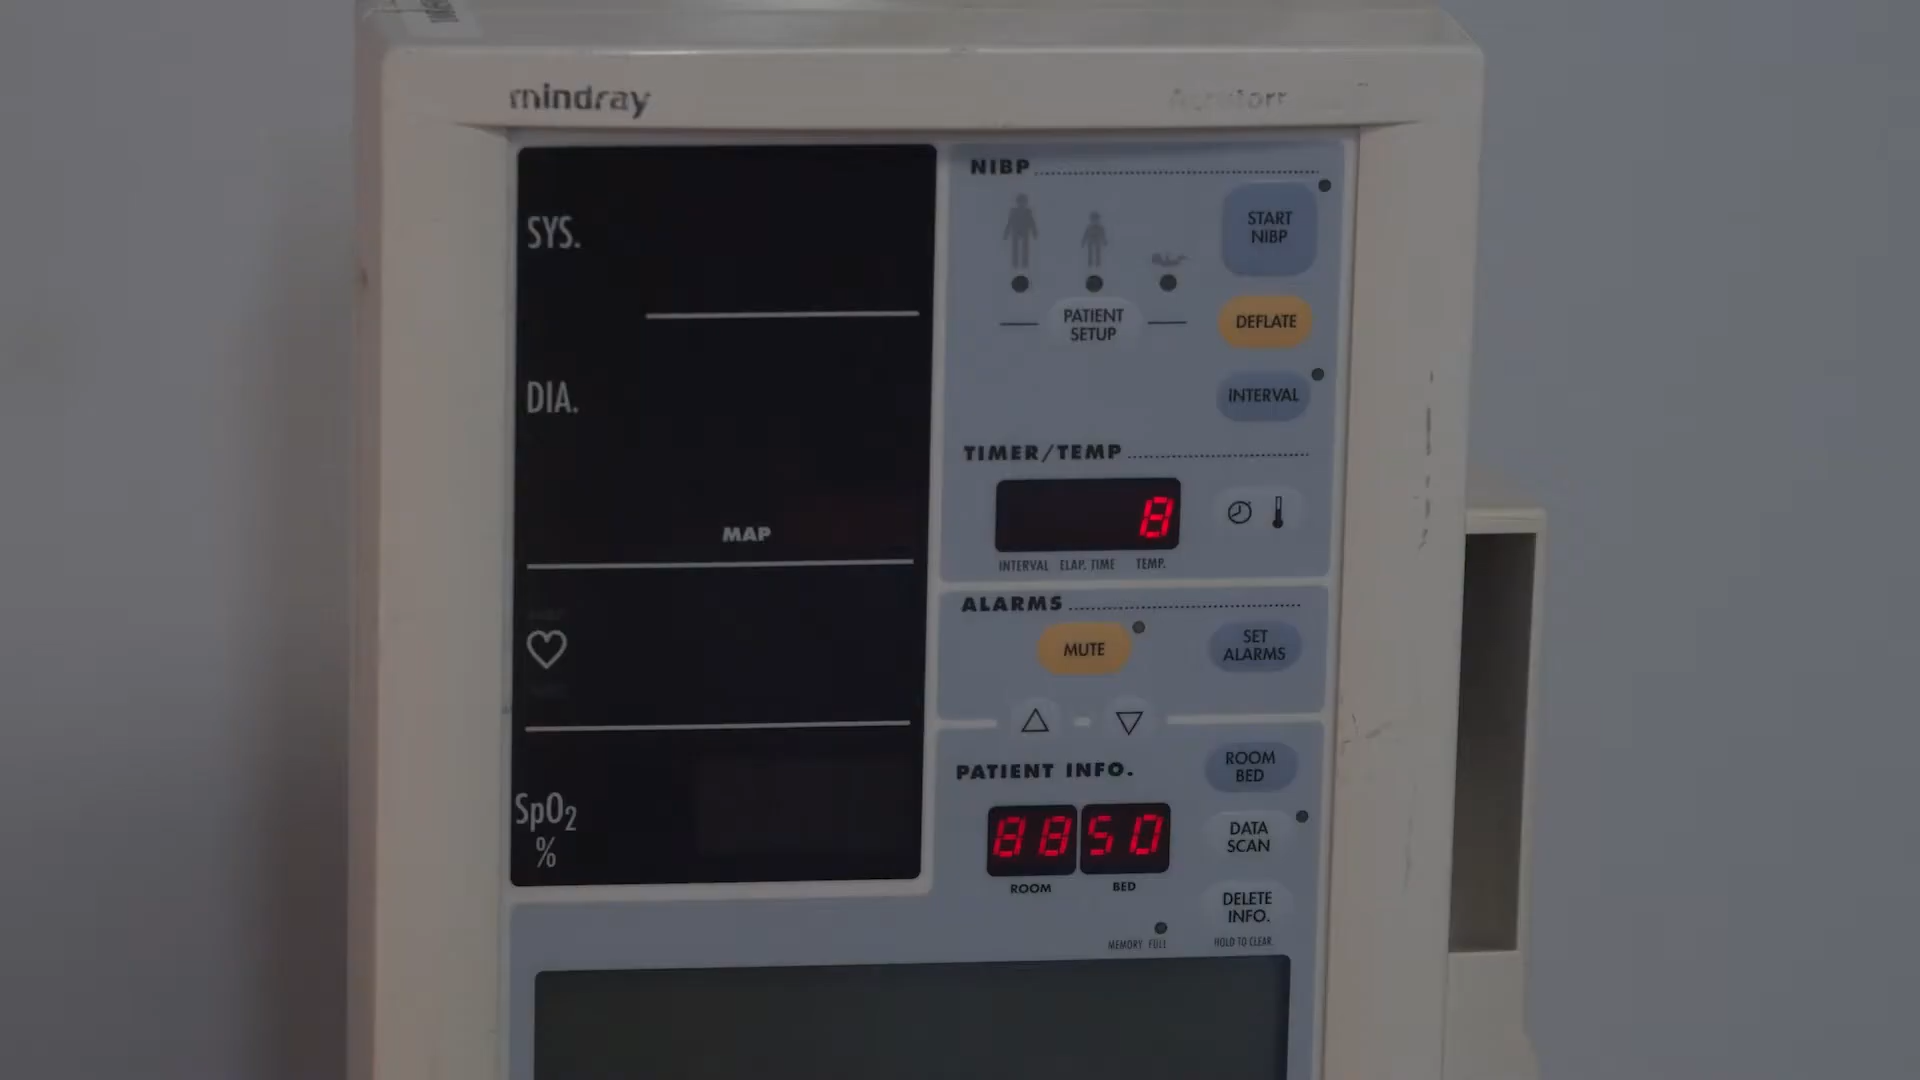 mindray
SYS.
DIA.
MAP
SpO2
%
NIBP
START
NIBP
PATIENT
SETUP
DEFLATE
INTERVAL
TIMER/TEMP
8
INTERVAL ELAP. TIME TEMP.
ALARMS
MUTE
SET
ALARMS
PATIENT INFO.
ROOM
BED
88 50
ROOM BED
DATA
SCAN
DELETE
INFO.
MEMORY FULL
HOLD TO CLEAR.